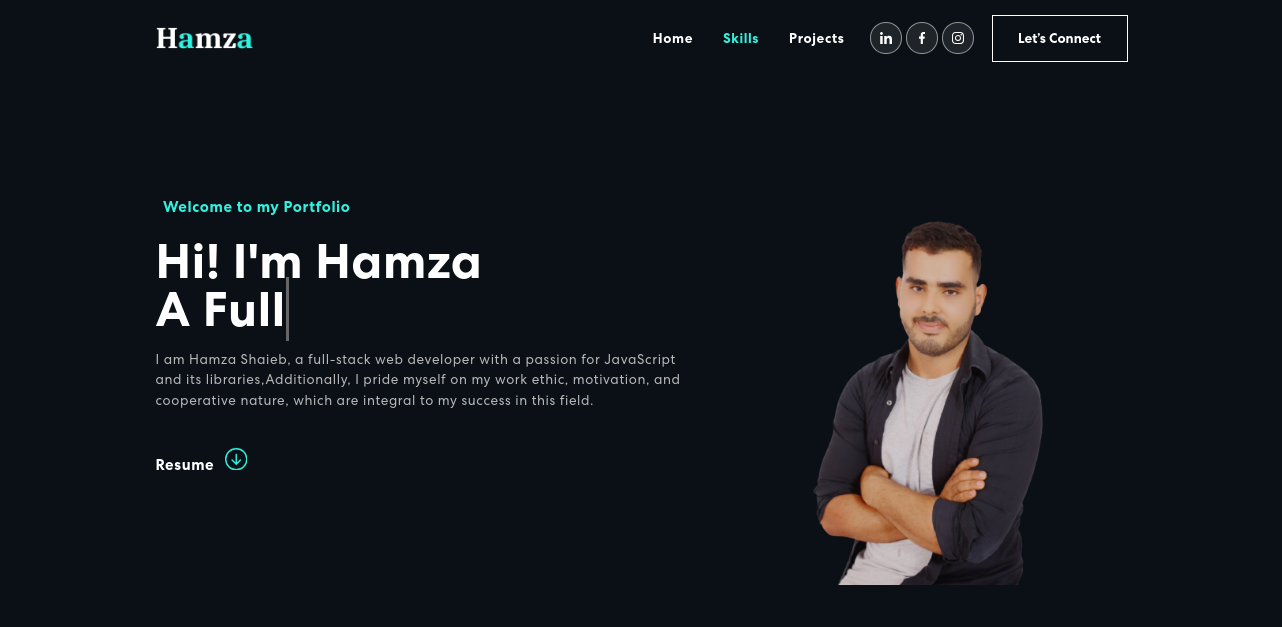 Hamza
Home
Skills
Projects
Let's Connect
Welcome to my Portfolio
Hi! I'm Hamza
A Full
I am Hamza Shaieb, a full-stack web developer with a passion for JavaScript
and its libraries,Additionally, I pride myself on my work ethic, motivation, and
cooperative nature, which are integral to my success in this field.
Resume